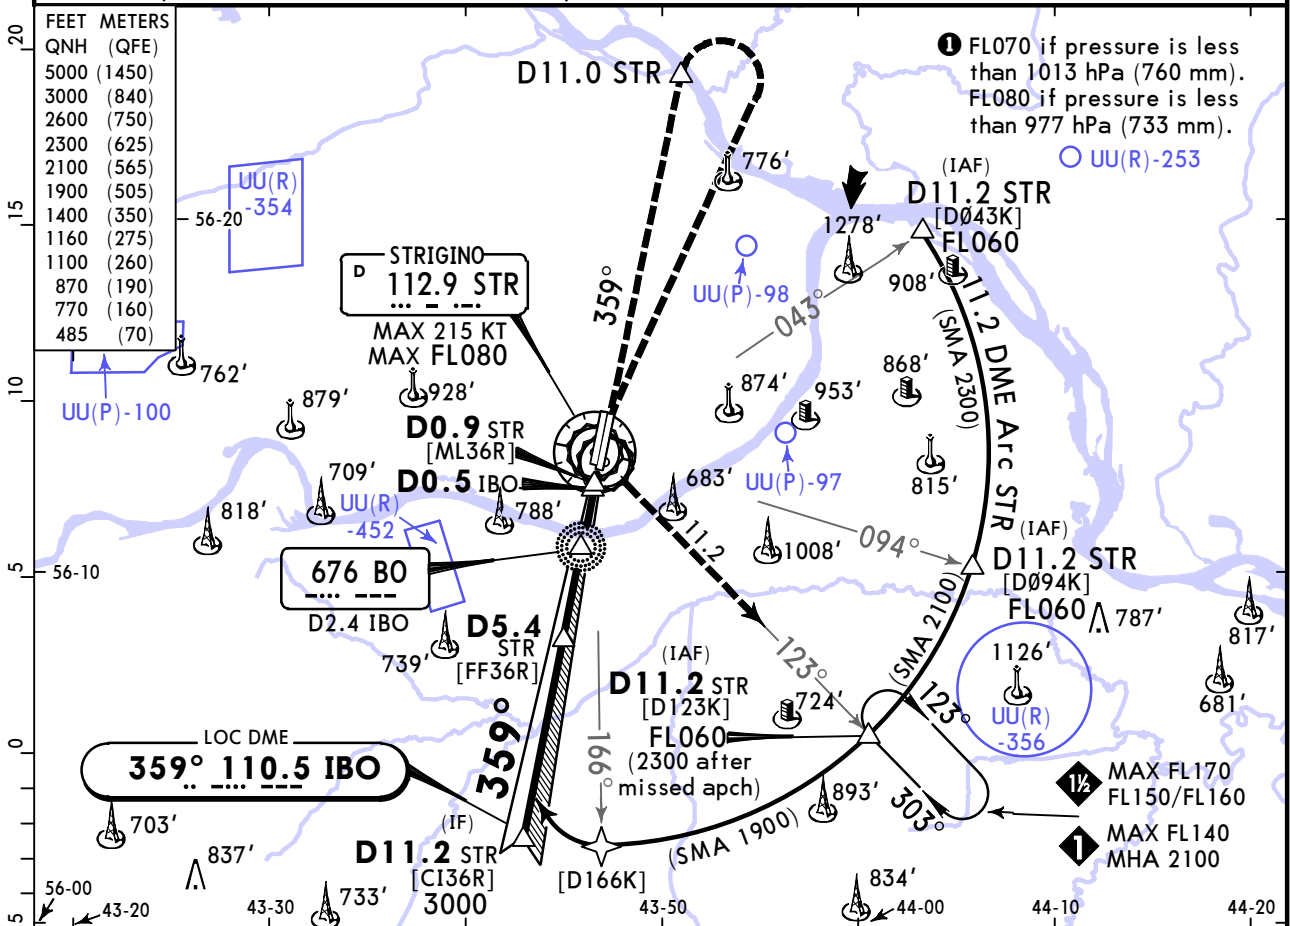 FEET METERS
QNH (QFE)
5000 (1450)
3000 (840)
2600 (750)
2300 (625)
2100 (565)
1900 (505)
1400 (350)
1160 (275)
1100 (260)
870 (190)
770 (160)
485 (70)
20
15
10
5
0
5
❶ FL070 if pressure is less
than 1013 hPa (760 mm).
FL080 if pressure is less
than 977 hPa (733 mm).
UU(R)-253
D11.0 STR
776'
(IAF)
D11.2 STR
[DØ43K]
FL060
1278'
908'
UU(R)
-354
56-20
STRIGINO
D 112.9 STR
MAX 215 KT
MAX FL080
359°
UU(P)-98
043°
11.2 DME Arc STR
(SMA 2300)
762'
UU(P)-100
879'
928'
874'
953'
868'
D0.9 STR
[ML36R]
D0.5 IBO
709'
818'
UU(R)
-452
788'
683'
UU(P)-97
815'
1008'
11.2
094°
(IAF)
D11.2 STR
[DØ94K]
FL060
787'
817'
56-10
676 BO
D2.4 IBO
739'
D5.4
STR
[FF36R]
(SMA 2100)
1126'
UU(R)
-356
681'
(IAF)
D11.2 STR
[D123K]
FL060
(2300 after
missed apch)
123°
724'
123°
303°
166°
359°
LOC DME
359° 110.5 IBO
703'
837'
(IF)
D11.2 STR
[CI36R]
3000
733'
(SMA 1900)
[D166K]
893'
834'
1½ MAX FL170
FL150/FL160
1 MAX FL140
MHA 2100
56-00
43-20
43-30
43-50
44-00
44-10
44-20